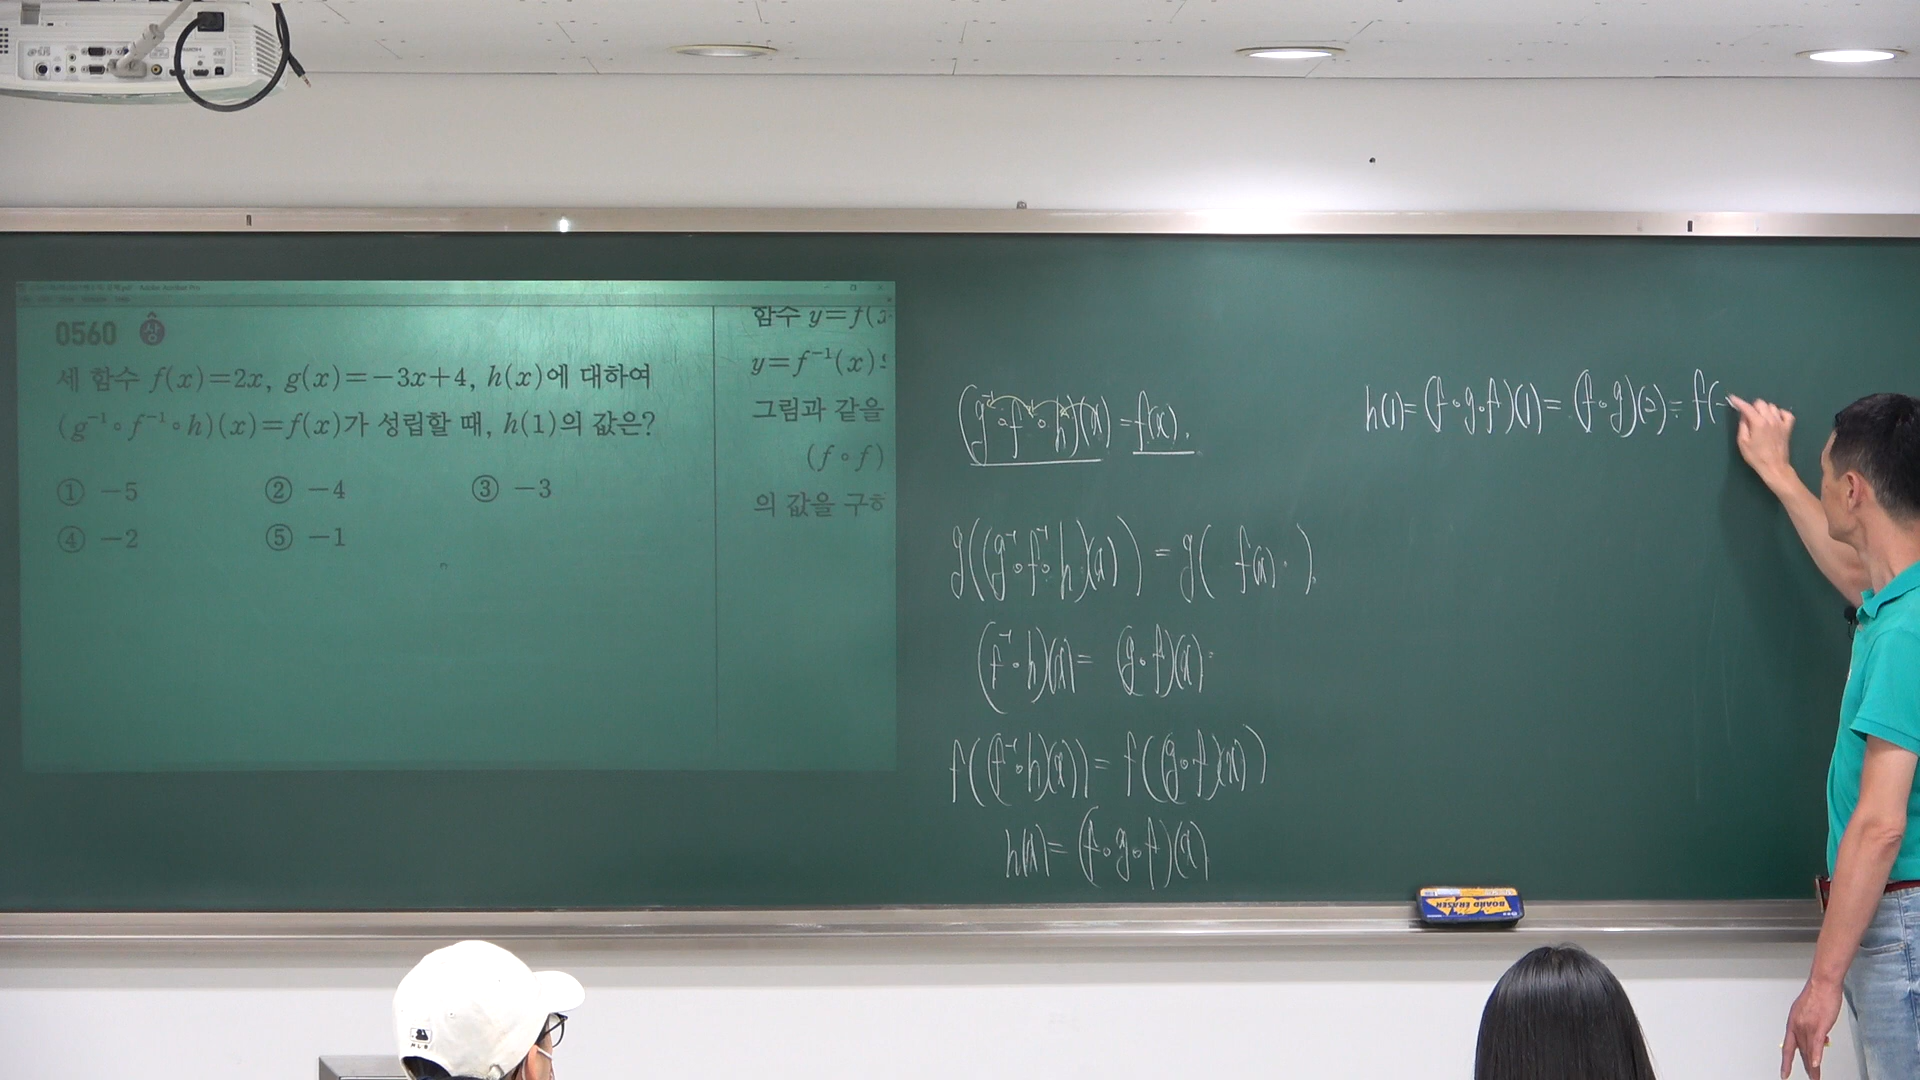 0560 상
세 함수 f(x)=2x, g(x)=−3x+4, h(x)에 대하여
(g⁻¹∘f⁻¹∘h)(x)=f(x)가 성립할 때, h(1)의 값은?
① −5 ② −4 ③ −3
④ −2 ⑤ −1
함수 y=f(x
y=f⁻¹(x)
그림과 같을
(f∘f)
의 값을 구하
(g⁻¹∘f⁻¹∘h)(x)=f(x).
g((g⁻¹∘f⁻¹∘h)(x))=g( f(x) ).
(f⁻¹∘h)(x)=(g∘f)(x)
f((f⁻¹∘h)(x))=f((g∘f)(x))
h(x)=(f∘g∘f)(x)
h(1)=(f∘g∘f)(1)=(f∘g)(2)=f(-
BOARD ERASER
MLB